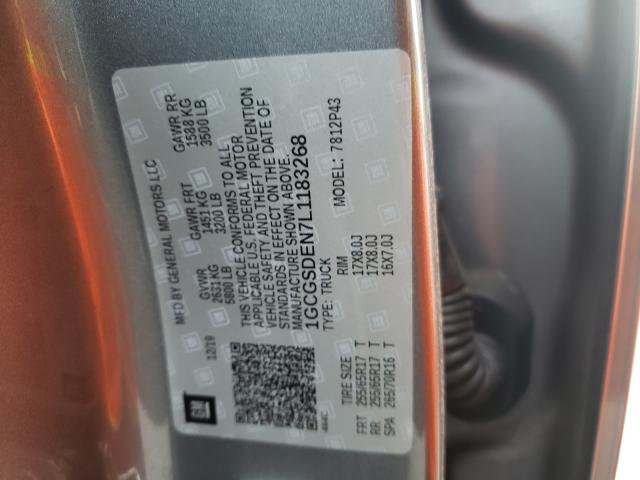 MFD BY GENERAL MOTORS LLC
GM
12/19
GVWR GAWR FRT GAWR RR
2631 KG 1451 KG 1588 KG
5800 LB 3200 LB 3500 LB
THIS VEHICLE CONFORMS TO ALL
APPLICABLE U.S. FEDERAL MOTOR
VEHICLE SAFETY AND THEFT PREVENTION
STANDARDS IN EFFECT ON THE DATE OF
MANUFACTURE SHOWN ABOVE.
1GCGSDEN7L1183268
TYPE: TRUCK MODEL: 7812P43
TIRE SIZE RIM
FRT 255/65R17 T 17X8.0J
RR 255/65R17 T 17X8.0J
SPA 265/70R16 T 16X7.0J